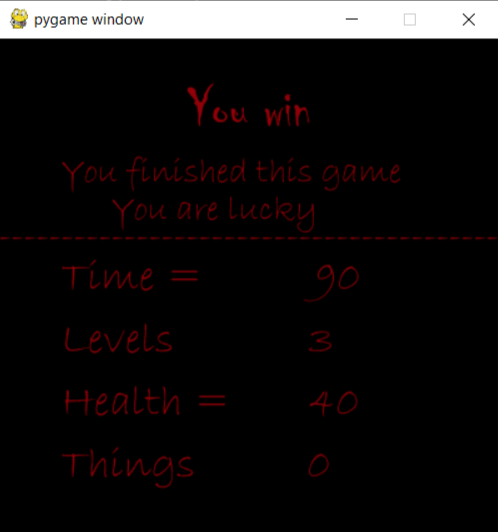 pygame window
You win
You finished this game
You are lucky
Time = 90
Levels 3
Health = 40
Things 0